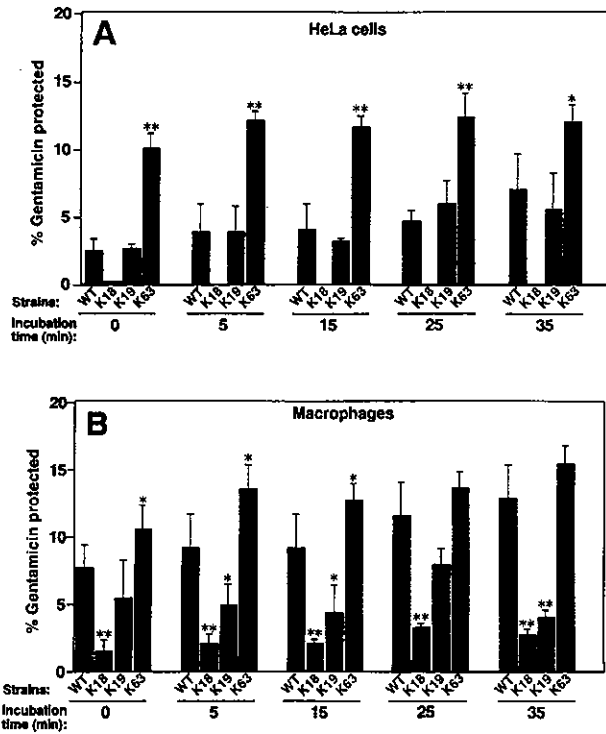 A
HeLa cells
% Gentamicin protected
20
15
10
5
0
** ** ** ** *
Strains: WT K18 K19 K63 WT K18 K19 K63 WT K18 K19 K63 WT K18 K19 K63 WT K18 K19 K63
Incubation 0 5 15 25 35
time (min):
B
Macrophages
% Gentamicin protected
20
15
10
5
0
** * ** * * ** * * ** ** **
Strains: WT K18 K19 K63 WT K18 K19 K63 WT K18 K19 K63 WT K18 K19 K63 WT K18 K19 K63
Incubation 0 5 15 25 35
time (min):